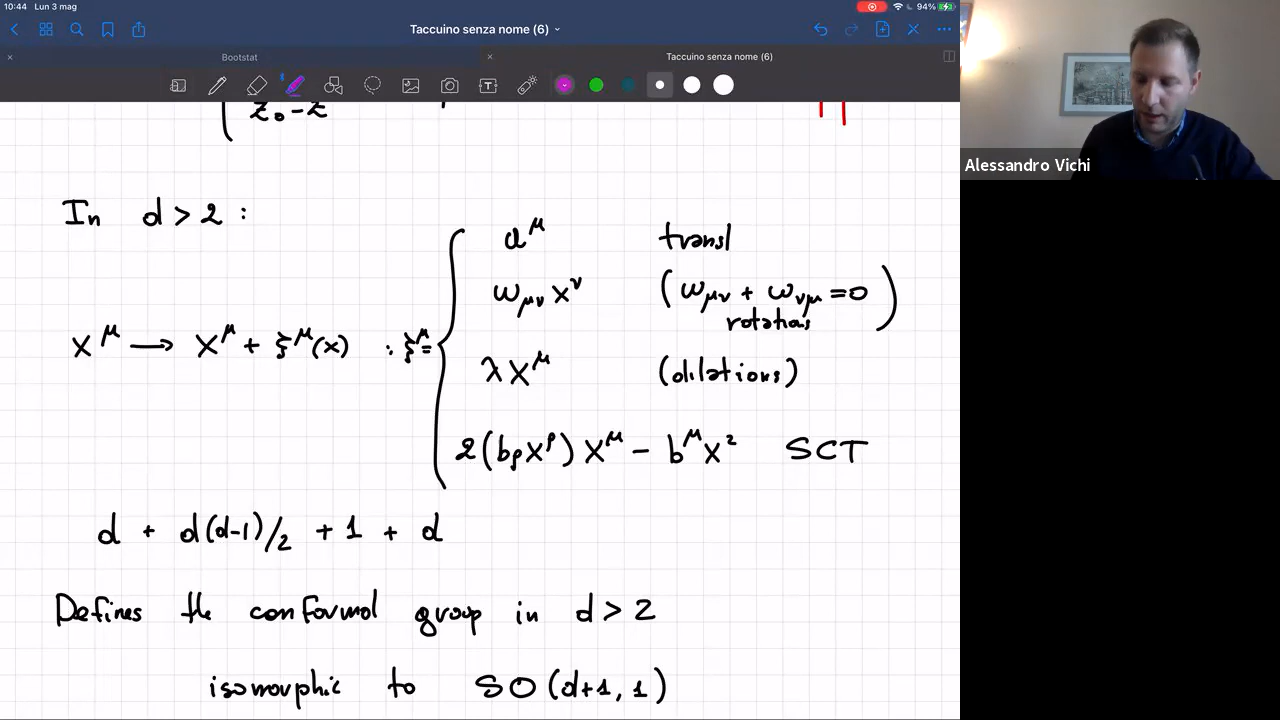 10:44 Lun 3 mag
94%
Taccuino senza nome (6)
Bootstat
Taccuino senza nome (6)
z₀ - z
In d > 2 :
a^μ transl
ω_μν x^ν (ω_μν + ω_νμ = 0)
rotations
x^μ → x^μ + ξ^μ(x) : ξ^μ =
λ x^μ (dilations)
2(b_ρ x^ρ) x^μ - b^μ x² SCT
d + d(d-1)/2 + 1 + d
Defines the conformal group in d > 2
isomorphic to SO(d+1, 1)
Alessandro Vichi